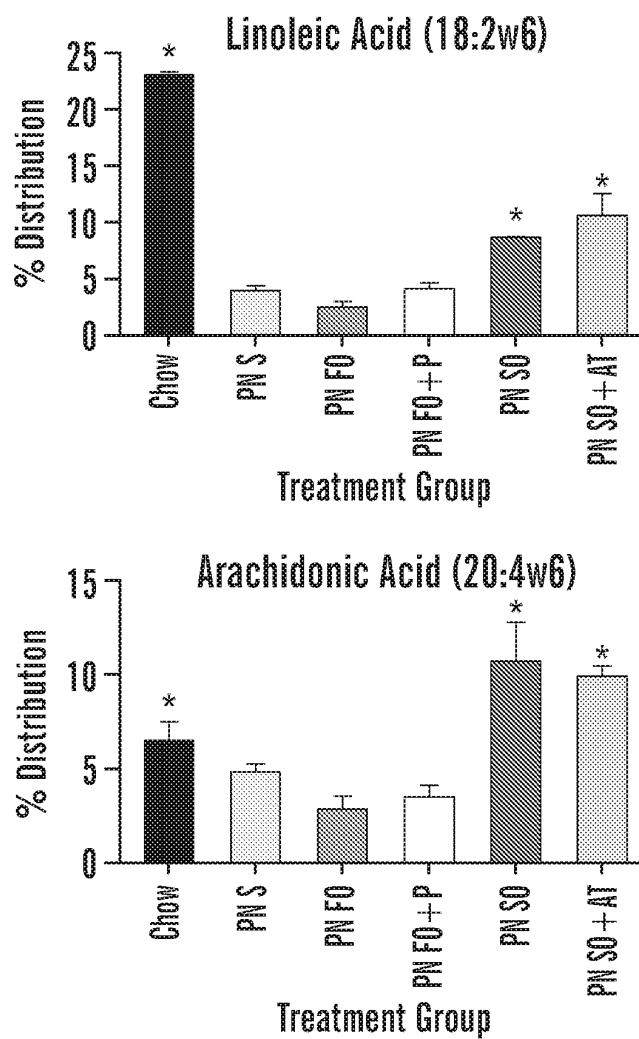 Linoleic Acid (18:2w6)
% Distribution
25
20
15
10
5
0
*
*
*
Chow
PN S
PN FO
PN FO+P
PN SO
PN SO+AT
Treatment Group
Arachidonic Acid (20:4w6)
% Distribution
15
10
5
0
*
*
*
Chow
PN S
PN FO
PN FO+P
PN SO
PN SO+AT
Treatment Group